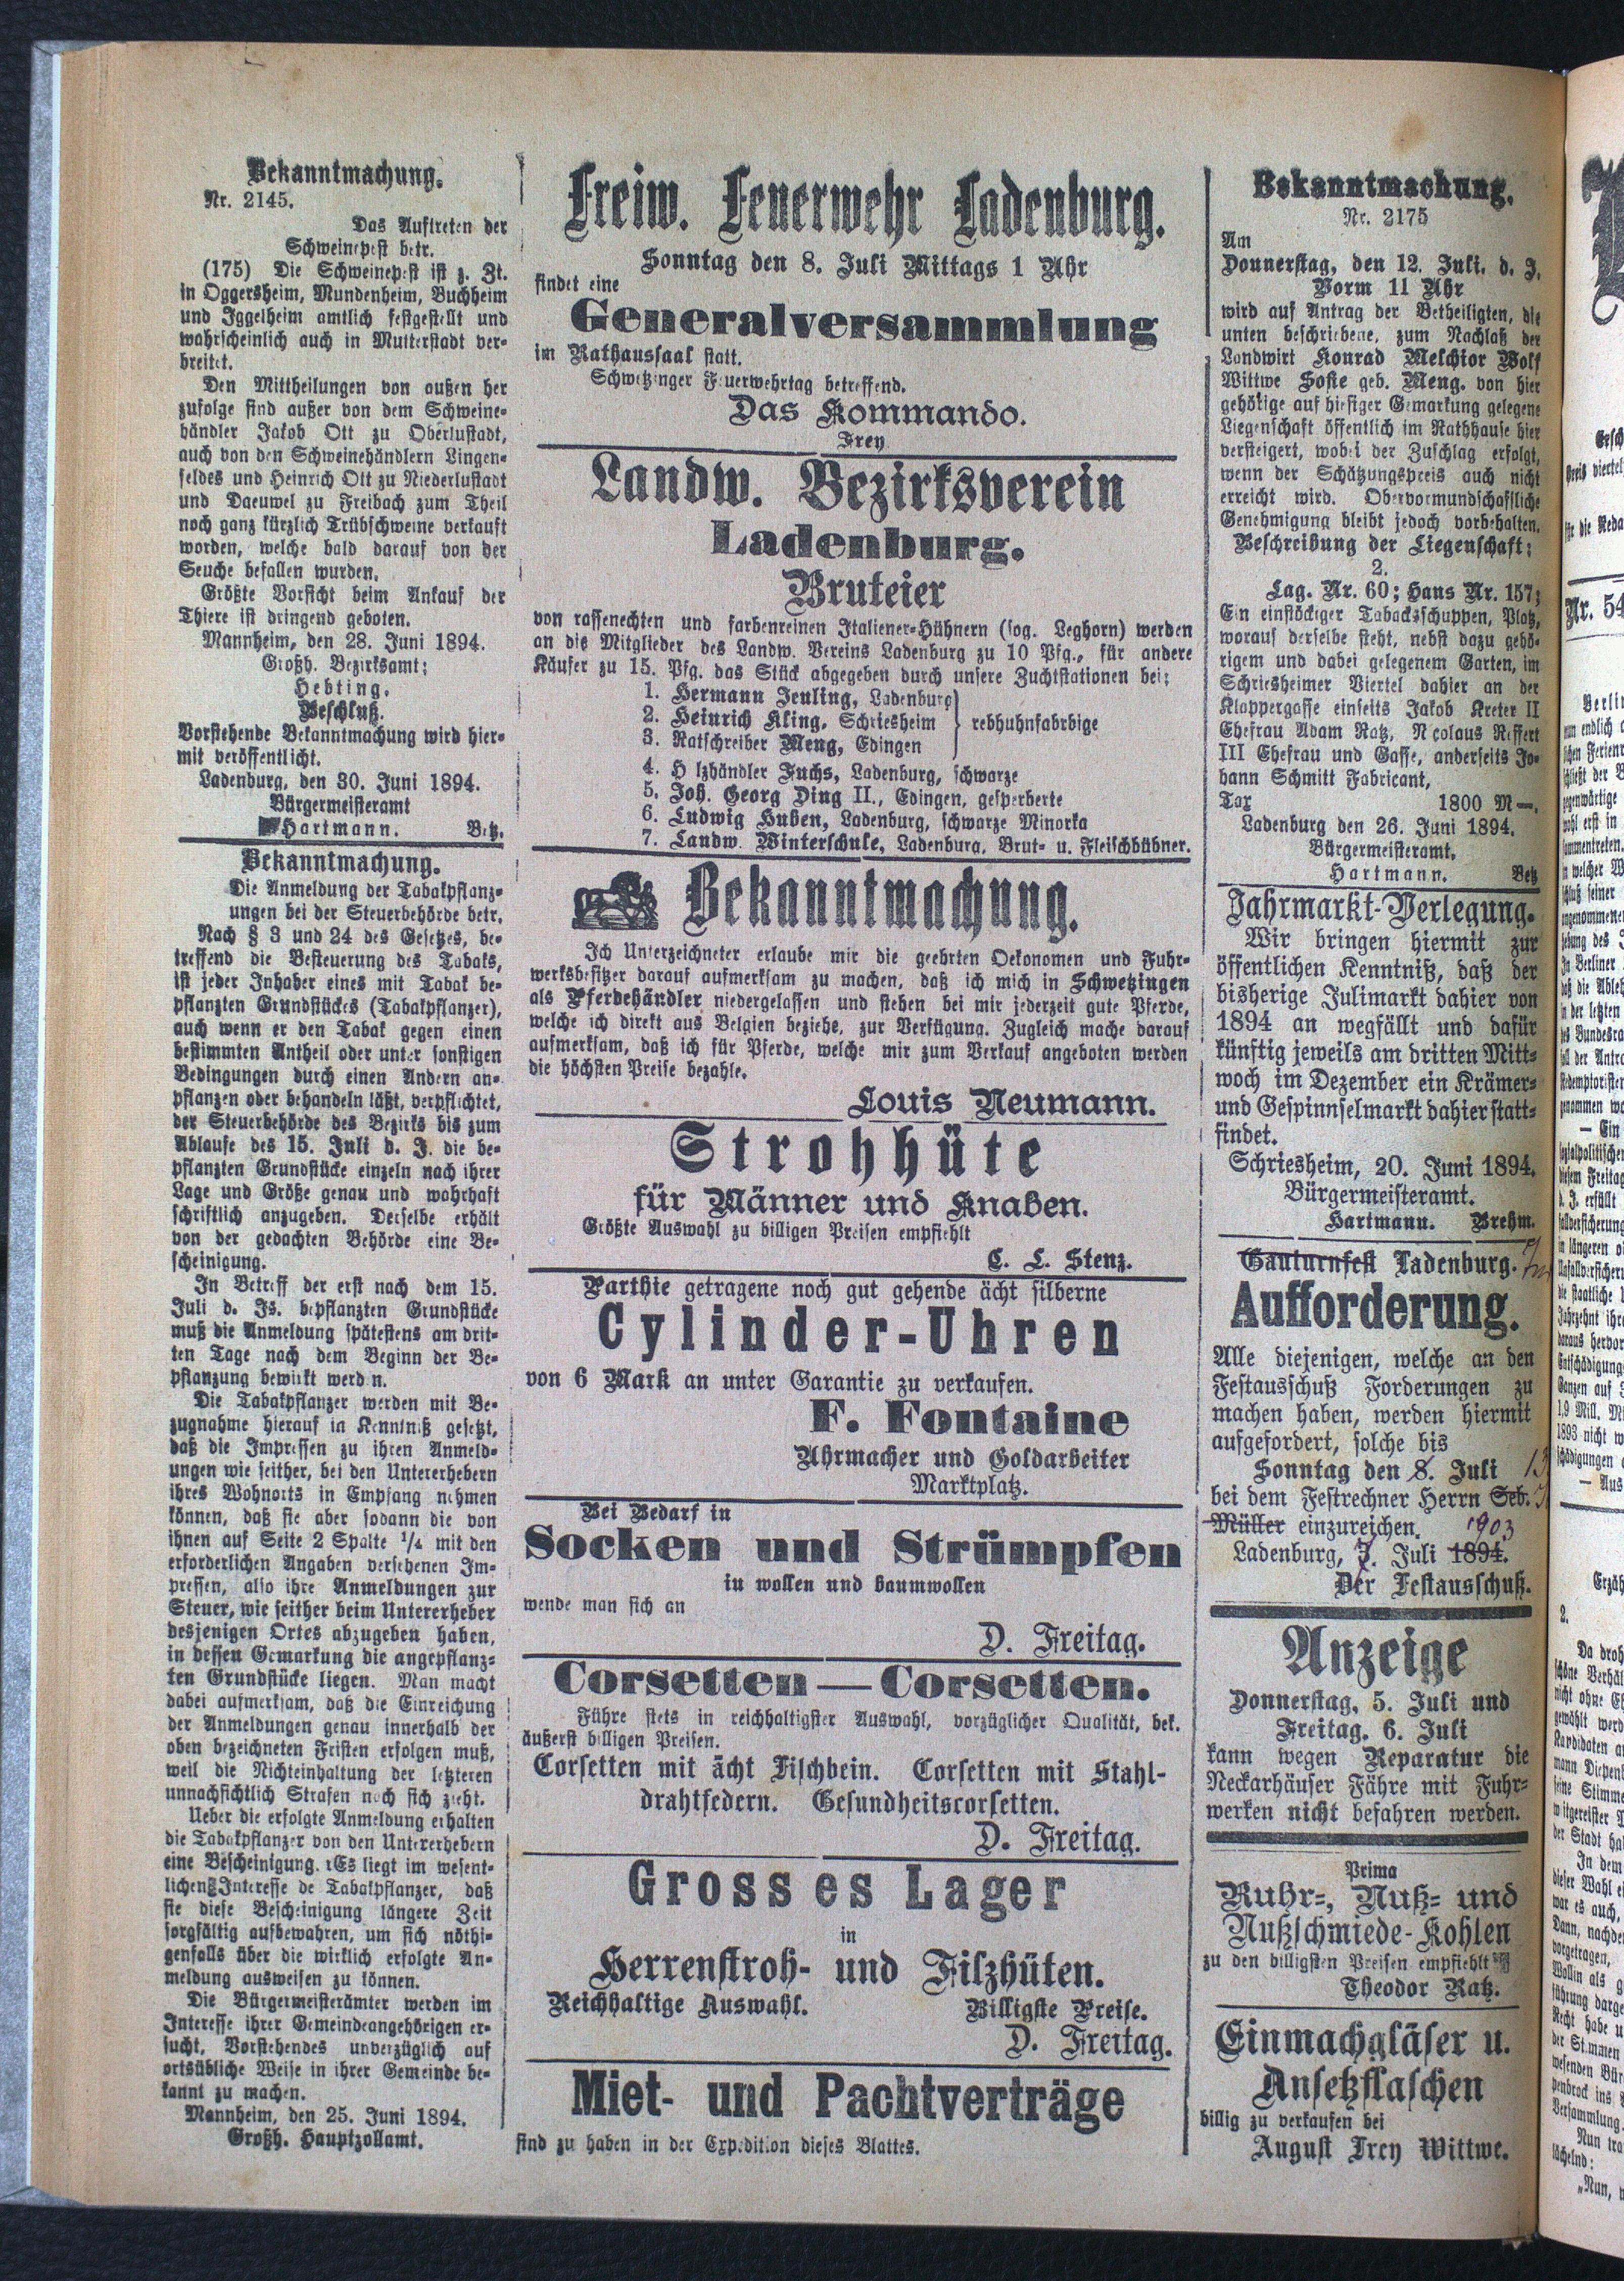 Bekanntmachung.
Nr. 2145.
Das Auftreten der
Schweinepest betr.
(175) Die Schweinepest ist z. Zt.
in Oggersheim, Mundenheim, Buchheim
und Iggelheim amtlich festgestellt und
wahrscheinlich auch in Mutterstadt ver-
breitet.
Den Mittheilungen von außen her
zufolge sind außer von dem Schweine-
händler Jakob Ott zu Oberlustadt,
auch von den Schweinehändlern Lingen-
feldes und Heinrich Ott zu Niederlustadt
und Daeuwel zu Freibach zum Theil
noch ganz kürzlich Trübschweine verkauft
worden, welche bald darauf von der
Seuche befallen wurden.
Größte Vorsicht beim Ankauf der
Thiere ist dringend geboten.
Mannheim, den 28. Juni 1894.
Großh. Bezirksamt:
Hebting.
Beschluß.
Vorstehende Bekanntmachung wird hier-
mit veröffentlicht.
Ladenburg, den 30. Juni 1894.
Bürgermeisteramt
Hartmann. Betz.
Bekanntmachung.
Die Anmeldung der Tabakpflanz-
ungen bei der Steuerbehörde betr.
Nach § 3 und 24 des Gesetzes, be-
treffend die Besteuerung des Tabaks,
ist jeder Inhaber eines mit Tabak be-
pflanzten Grundstückes (Tabakpflanzer),
auch wenn er den Tabak gegen einen
bestimmten Antheil oder unter sonstigen
Bedingungen durch einen Andern an-
pflanzen oder behandeln läßt, verpflichtet,
der Steuerbehörde des Bezirks bis zum
Ablaufe des 15. Juli d. J. die be-
pflanzten Grundstücke einzeln nach ihrer
Lage und Größe genau und wahrhaft
schriftlich anzugeben. Derselbe erhält
von der gedachten Behörde eine Be-
scheinigung.
In Betreff der erst nach dem 15.
Juli d. Js. bepflanzten Grundstücke
muß die Anmeldung spätestens am drit-
ten Tage nach dem Beginn der Be-
pflanzung bewirkt werden.
Die Tabakpflanzer werden mit Be-
zugnahme hierauf in Kenntniß gesetzt,
daß die Impressen zu ihren Anmeld-
ungen wie seither, bei den Untererhebern
ihres Wohnorts in Empfang nehmen
können, daß sie aber sodann die von
ihnen auf Seite 2 Spalte 1/4 mit den
erforderlichen Angaben versehenen Im-
pressen, also ihre Anmeldungen zur
Steuer, wie seither beim Untererheber
desjenigen Ortes abzugeben haben,
in dessen Gemarkung die angepflanz-
ten Grundstücke liegen. Man macht
dabei aufmerksam, daß die Einreichung
der Anmeldungen genau innerhalb der
oben bezeichneten Fristen erfolgen muß,
weil die Nichteinhaltung der letzteren
unnachsichtlich Strafen nach sich zieht.
Ueber die erfolgte Anmeldung erhalten
die Tabakpflanzer von den Untererhebern
eine Bescheinigung. Es liegt im wesent-
lichen Interesse de Tabakpflanzer, daß
sie diese Bescheinigung längere Zeit
sorgfältig aufbewahren, um sich nöthi-
genfalls über die wirklich erfolgte An-
meldung ausweisen zu können.
Die Bürgermeisterämter werden im
Interesse ihrer Gemeindeangehörigen er-
sucht, Vorstehendes unverzüglich auf
ortsübliche Weise in ihrer Gemeinde be-
kannt zu machen.
Mannheim, den 25. Juni 1894.
Großh. Hauptzollamt.
Freiw. Feuerwehr Ladenburg.
Sonntag den 8. Juli Mittags 1 Uhr
findet eine
Generalversammlung
im Rathaussaal statt.
Schwetzinger Feuerwehrtag betreffend.
Das Kommando.
Frey
Landw. Bezirksverein
Ladenburg.
Bruteier
von rassenechten und farbenreinen Italiener-Hühnern (sog. Leghorn) werden
an die Mitglieder des Landw. Vereins Ladenburg zu 10 Pfg., für andere
Käufer zu 15. Pfg. das Stück abgegeben durch unsere Zuchtstationen bei:
1. Hermann Jeuling, Ladenburg
2. Heinrich Kling, Schriesheim } rebhuhnfabrbige
3. Ratschreiber Meng, Edingen
4. H lzhändler Fuchs, Ladenburg, schwarze
5. Joh. Georg Ding II., Edingen, gesperberte
6. Ludwig Huben, Ladenburg, schwarze Minorka
7. Landw. Winterschule, Ladenburg, Brut- u. Fleischhühner.
Bekanntmachung.
Ich Unterzeichneter erlaube mir die geehrten Oekonomen und Fuhr-
werksbesitzer darauf aufmerksam zu machen, daß ich mich in Schwetzingen
als Pferdehändler niedergelassen und stehen bei mir jederzeit gute Pferde,
welche ich direkt aus Belgien beziehe, zur Verfügung. Zugleich mache darauf
aufmerksam, daß ich für Pferde, welche mir zum Verkauf angeboten werden
die höchsten Preise bezahle.
Louis Neumann.
Strohhüte
für Männer und Knaben.
Größte Auswahl zu billigen Preisen empfiehlt
C. L. Stenz.
Parthie getragene noch gut gehende ächt silberne
Cylinder-Uhren
von 6 Mark an unter Garantie zu verkaufen.
F. Fontaine
Uhrmacher und Goldarbeiter
Marktplatz.
Bei Bedarf in
Socken und Strümpfen
in wollen und baumwollen
wende man sich an
D. Freitag.
Corsetten — Corsetten.
Führe stets in reichhaltigster Auswahl, vorzüglicher Qualität, bek.
äußerst billigen Preisen.
Corsetten mit ächt Fischbein. Corsetten mit Stahl-
drahtfedern. Gesundheitscorsetten.
D. Freitag.
Grosses Lager
in
Herrenstroh- und Filzhüten.
Reichhaltige Auswahl. Billigste Preise.
D. Freitag.
Miet- und Pachtverträge
sind zu haben in der Expedition dieses Blattes.
Bekanntmachung.
Nr. 2175
Am
Donnerstag, den 12. Juli. d. J.
Vorm 11 Uhr
wird auf Antrag der Betheiligten, die
unten beschriebene, zum Nachlaß der
Landwirt Konrad Melchior Wolf
Wittwe Sofie geb. Meng. von hier
gehörige auf hiesiger Gemarkung gelegene
Liegenschaft öffentlich im Rathhause hier
versteigert, wobei der Zuschlag erfolgt,
wenn der Schätzungspreis auch nicht
erreicht wird. Obervormundschaftliche
Genehmigung bleibt jedoch vorbehalten.
Beschreibung der Liegenschaft:
2.
Lag. Nr. 60; Haus Nr. 157;
Ein einstöckiger Tabacksschuppen, Platz,
worauf derselbe steht, nebst dazu gehö-
rigem und dabei gelegenem Garten, im
Schriesheimer Viertel dahier an der
Klappergasse einseits Jakob Kreter II
Ehefrau Adam Katz, Nicolaus Reffert
III Ehefrau und Gasse, anderseits Jo-
hann Schmitt Fabricant,
Tax 1800 M—.
Ladenburg den 26. Juni 1894.
Bürgermeisteramt.
Hartmann. Betz
Jahrmarkt-Verlegung.
Wir bringen hiermit zur
öffentlichen Kenntniß, daß der
bisherige Julimarkt dahier von
1894 an wegfällt und dafür
künftig jeweils am dritten Mitt-
woch im Dezember ein Krämer-
und Gespinnselmarkt dahier statt-
findet.
Schriesheim, 20. Juni 1894.
Bürgermeisteramt.
Hartmann. Brehm.
Gauturnfest Ladenburg.
Aufforderung.
Alle diejenigen, welche an den
Festausschuß Forderungen zu
machen haben, werden hiermit
aufgefordert, solche bis
Sonntag den 8. Juli 13
bei dem Festrechner Herrn Seb.
Müller einzureichen. 1903
Ladenburg, 3. Juli 1894.
Der Festausschuß.
Anzeige
Donnerstag, 5. Juli und
Freitag, 6. Juli
kann wegen Reparatur die
Neckarhäuser Fähre mit Fuhr-
werken nicht befahren werden.
Prima
Ruhr-, Nuß- und
Nußschmiede-Kohlen
zu den billigsten Preisen empfiehlt
Theodor Katz.
Einmachgläser u.
Ansetzflaschen
billig zu verkaufen bei
August Frey Wittwe.